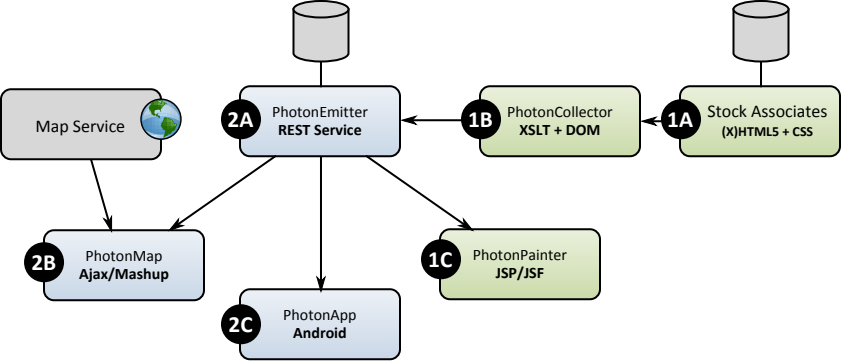 2A
PhotonEmitter
REST Service
1B
PhotonCollector
XSLT + DOM
1A
Stock Associates
(X)HTML5 + CSS
Map Service
2B
PhotonMap
Ajax/Mashup
1C
PhotonPainter
JSP/JSF
2C
PhotonApp
Android